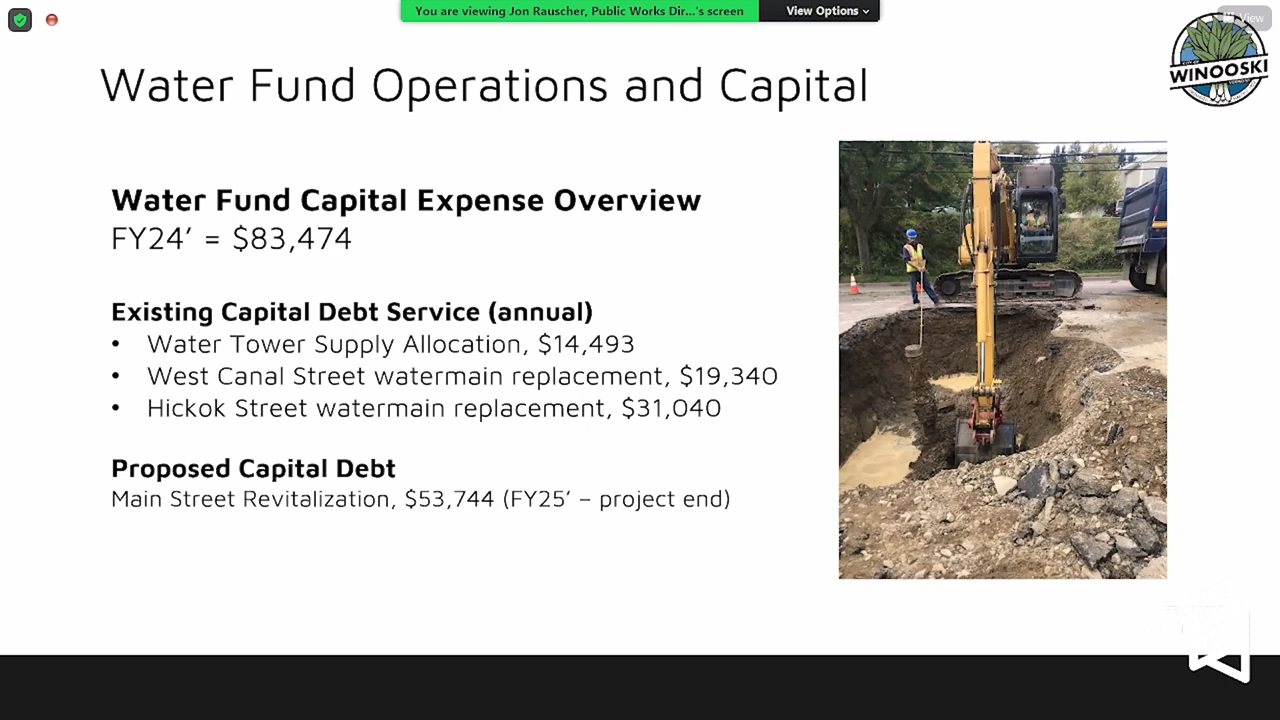 You are viewing Jon Rauscher, Public Works Dir...'s screen
View Options
View
WINOOSKI
Water Fund Operations and Capital
Water Fund Capital Expense Overview
FY24’ = $83,474
Existing Capital Debt Service (annual)
• Water Tower Supply Allocation, $14,493
• West Canal Street watermain replacement, $19,340
• Hickok Street watermain replacement, $31,040
Proposed Capital Debt
Main Street Revitalization, $53,744 (FY25’ – project end)